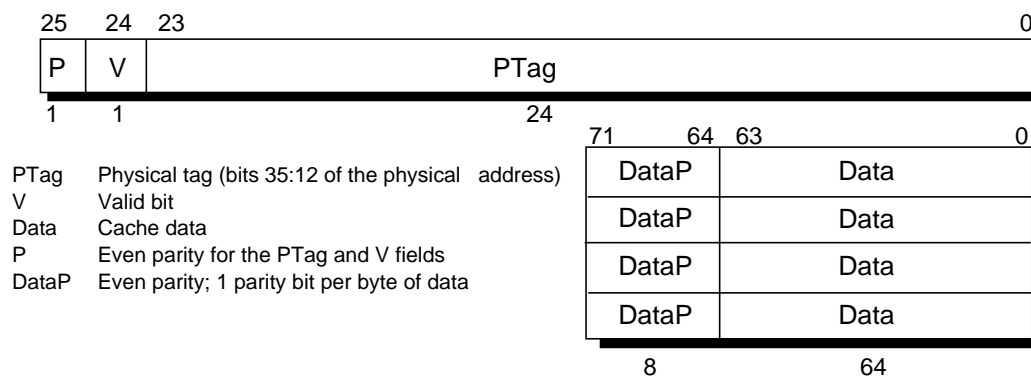 25 24 23 0
P V PTag
1 1 24
71 64 63 0
PTag Physical tag (bits 35:12 of the physical address)
DataP Data
V Valid bit
Data Cache data
DataP Data
P Even parity for the PTag and V fields
DataP Data
DataP Even parity; 1 parity bit per byte of data
DataP Data
8 64